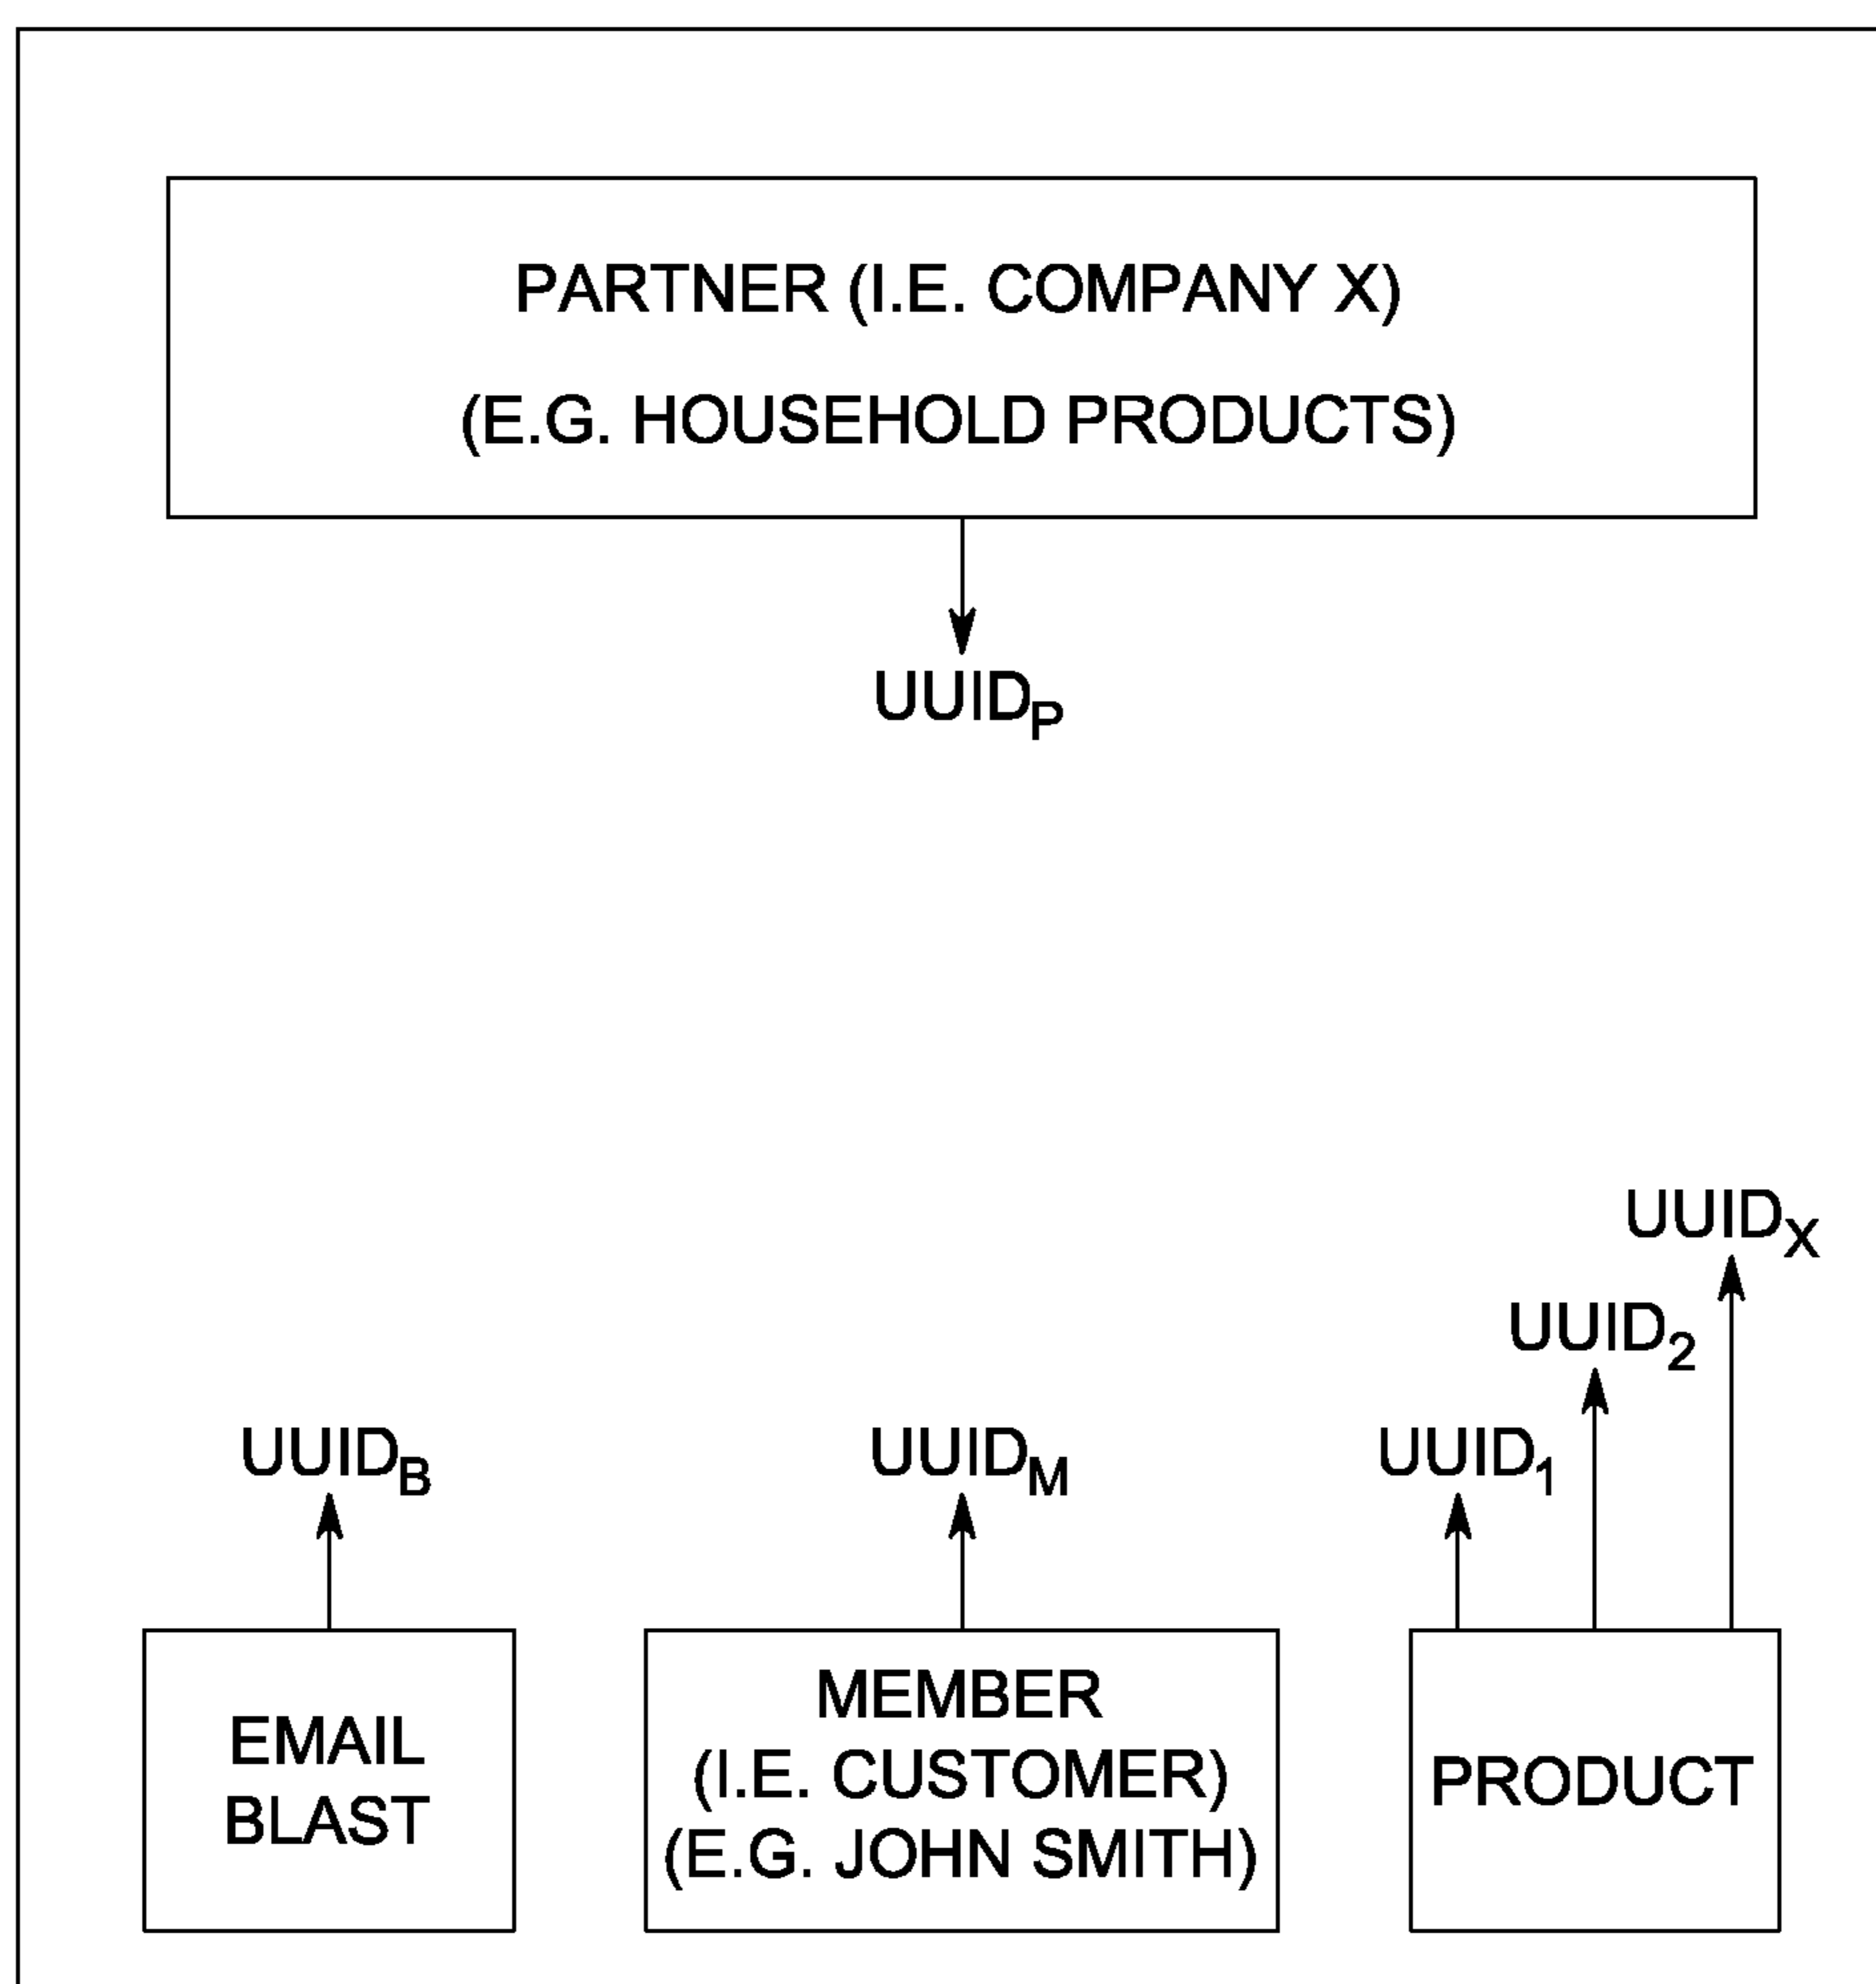 PARTNER (I.E. COMPANY X)
(E.G. HOUSEHOLD PRODUCTS)
UUIDP
UUIDX
UUID2
UUIDB
UUIDM
UUID1
EMAIL
BLAST
MEMBER
(I.E. CUSTOMER)
(E.G. JOHN SMITH)
PRODUCT